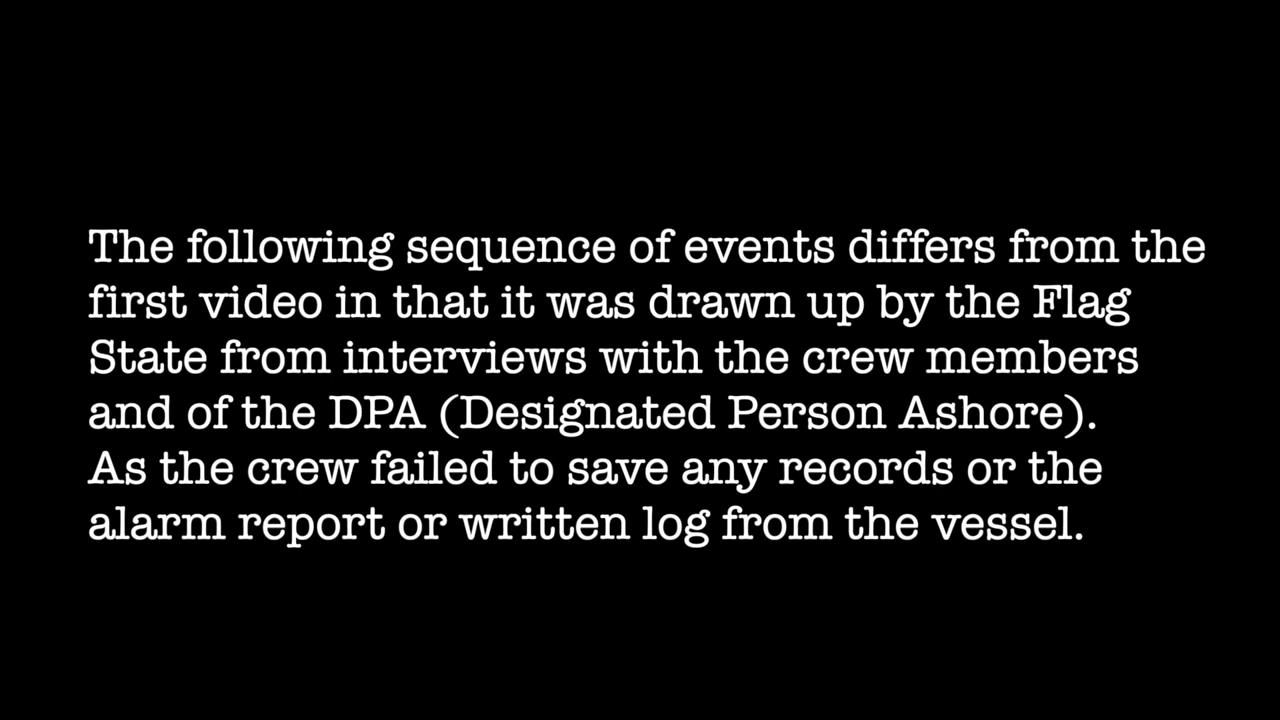 The following sequence of events differs from the
first video in that it was drawn up by the Flag
State from interviews with the crew members
and of the DPA (Designated Person Ashore).
As the crew failed to save any records or the
alarm report or written log from the vessel.